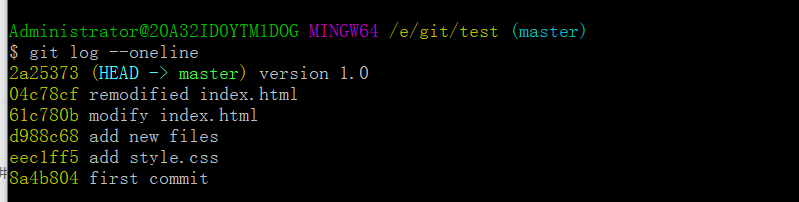 Administrator@20A32IDOYTM1DOG MINGW64 /e/git/test (master)
$ git log --oneline
2a25373 (HEAD -> master) version 1.0
04c78cf remodified index.html
61c780b modify index.html
d988c68 add new files
eec1ff5 add style.css
8a4b804 first commit